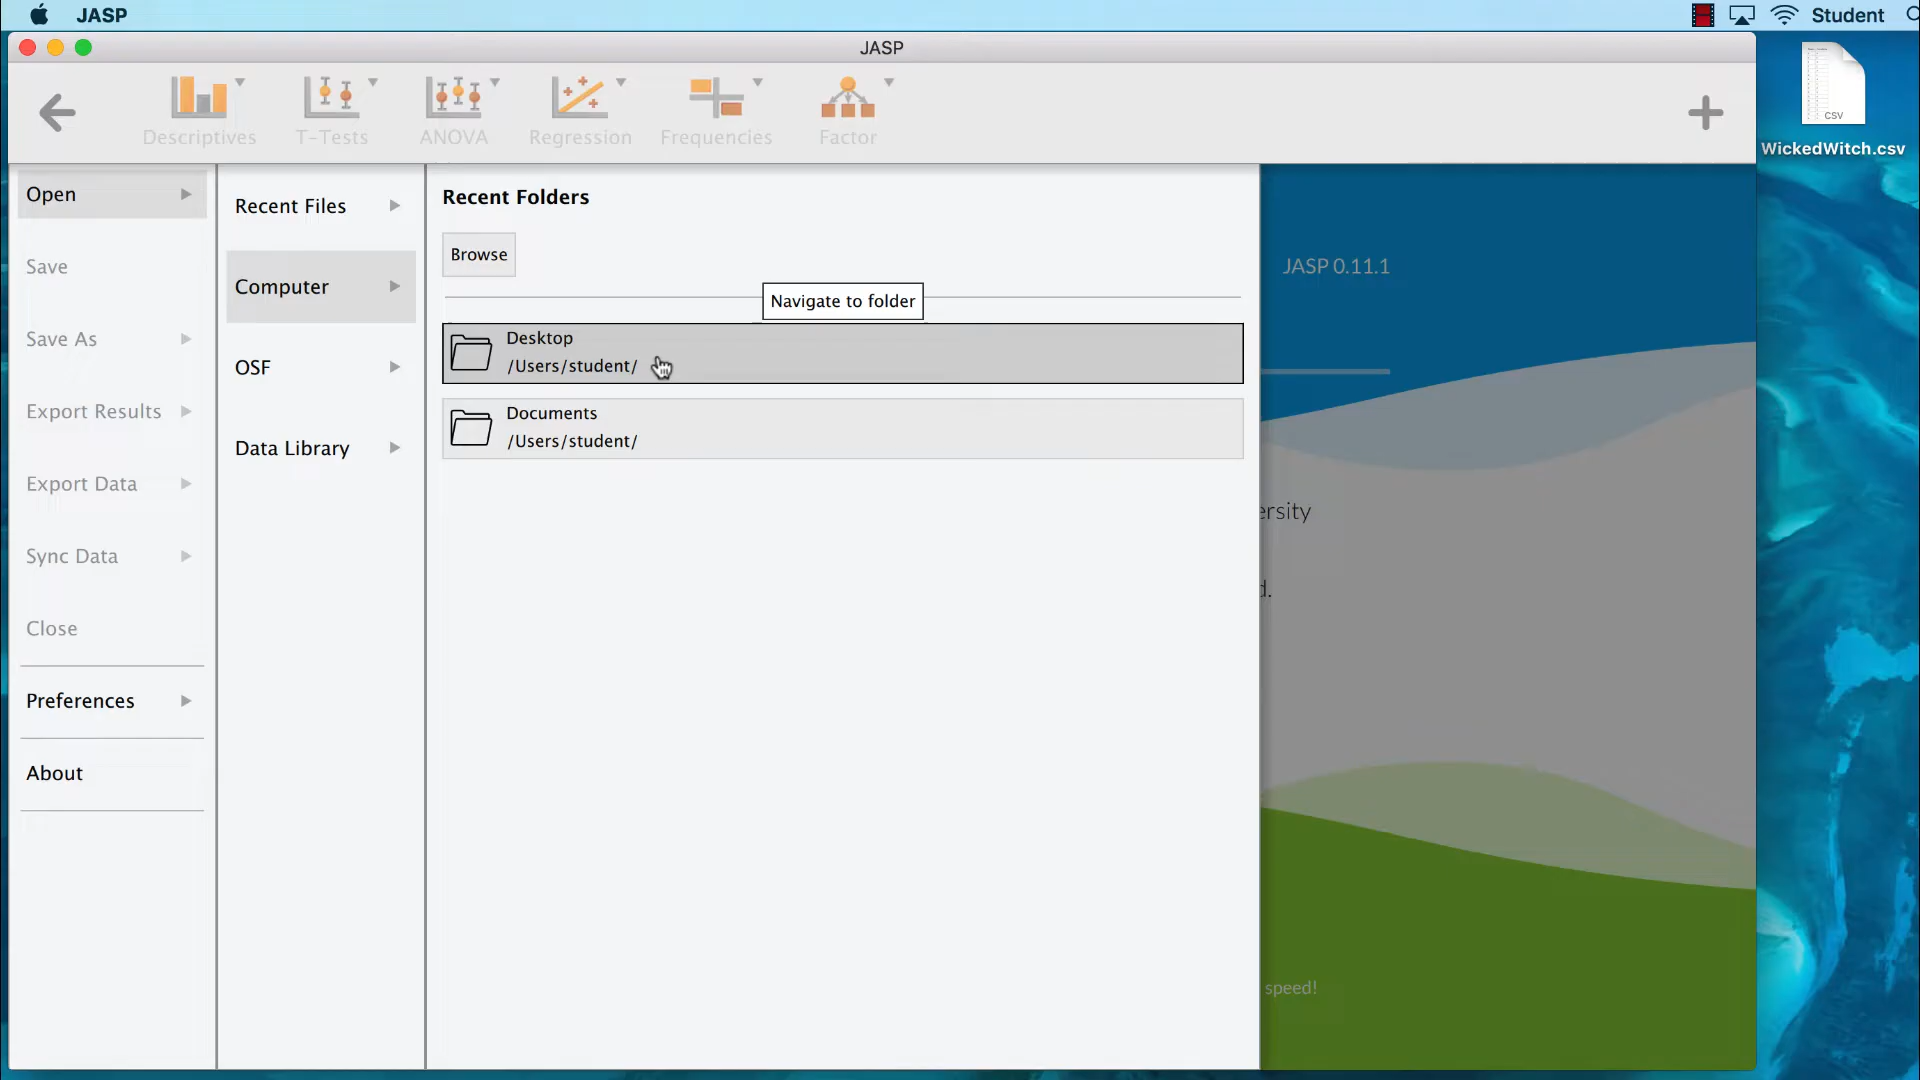 JASP
Student
JASP
Descriptives
T-Tests
ANOVA
Regression
Frequencies
Factor
CSV
WickedWitch.csv
Open
Save
Save As
Export Results
Export Data
Sync Data
Close
Preferences
About
Recent Files
Computer
OSF
Data Library
Recent Folders
Browse
Navigate to folder
Desktop
/Users/student/
Documents
/Users/student/
JASP 0.11.1
ersity
d.
speed!